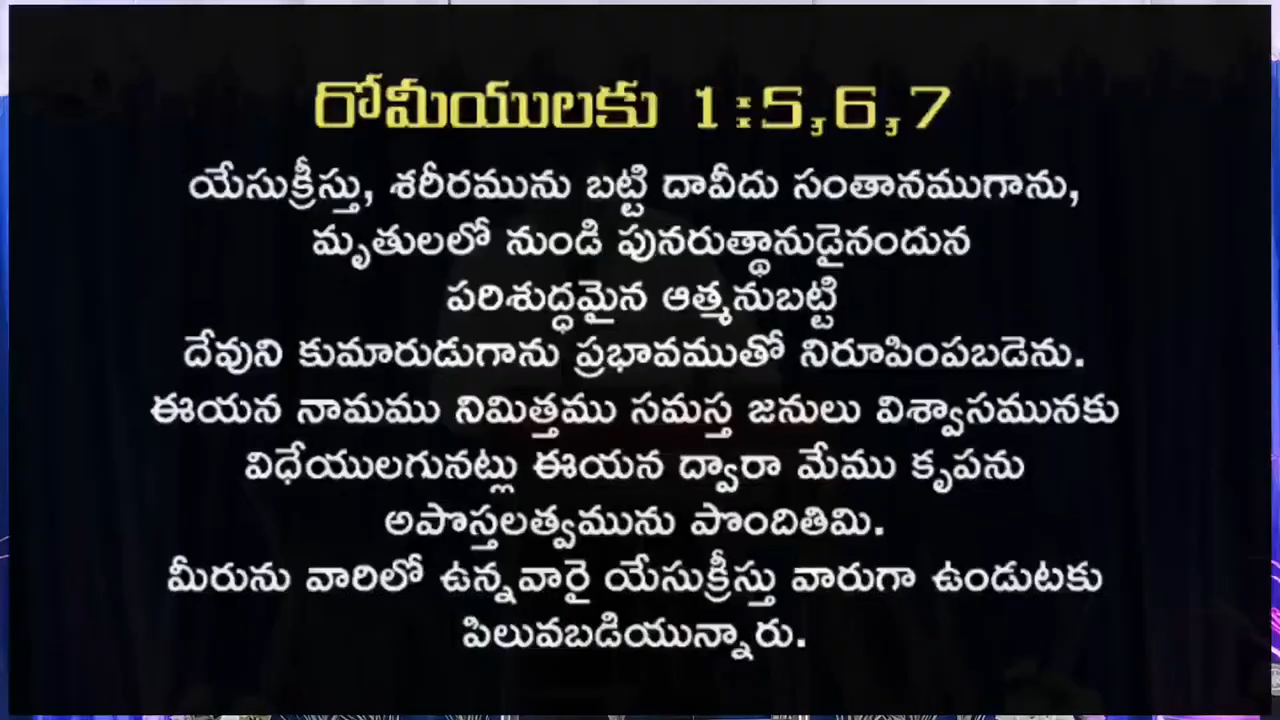 రోమీయులకు 1:5,6,7
యేసుక్రీస్తు, శరీరమును బట్టి దావీదు సంతానముగాను,
మృతులలో నుండి పునరుత్థానుడైనందున
పరిశుద్ధమైన ఆత్మనుబట్టి
దేవుని కుమారుడుగాను ప్రభావముతో నిరూపింపబడెను.
ఈయన నామము నిమిత్తము సమస్త జనులు విశ్వాసమునకు
విధేయులగునట్లు ఈయన ద్వారా మేము కృపను
అపొస్తలత్వమును పొందితిమి.
మీరును వారిలో ఉన్నవారై యేసుక్రీస్తు వారుగా ఉండుటకు
పిలువబడియున్నారు.